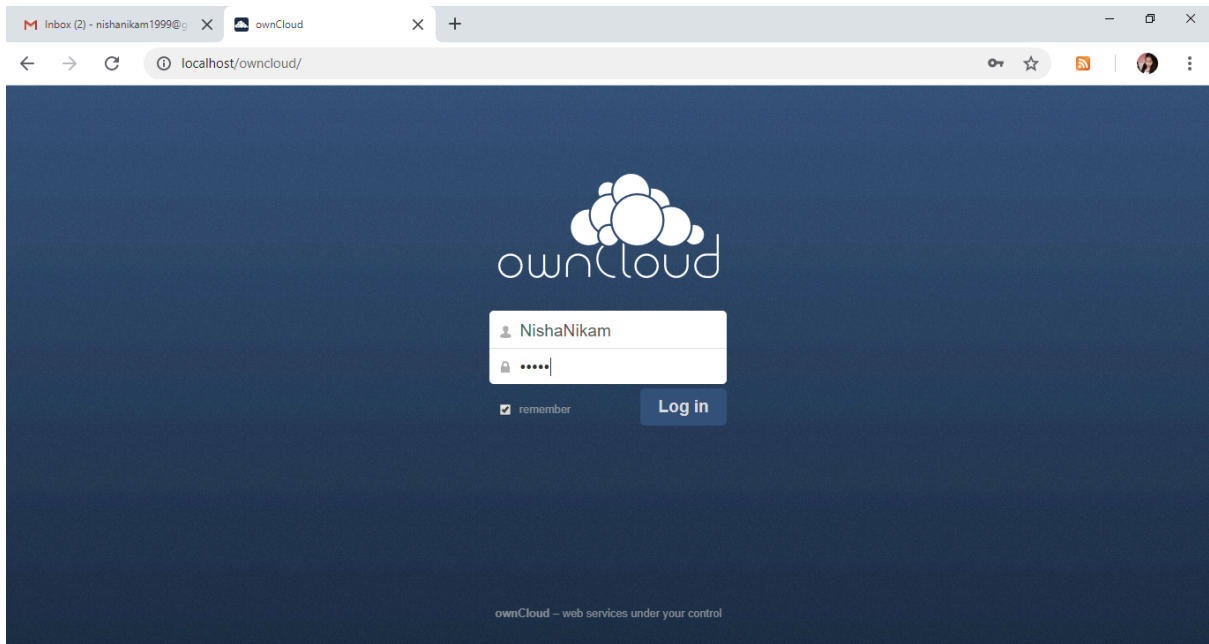 Inbox (2) - nishanikam1999@g
ownCloud
localhost/owncloud/
ownCloud
NishaNikam
•••••
remember
Log in
ownCloud – web services under your control